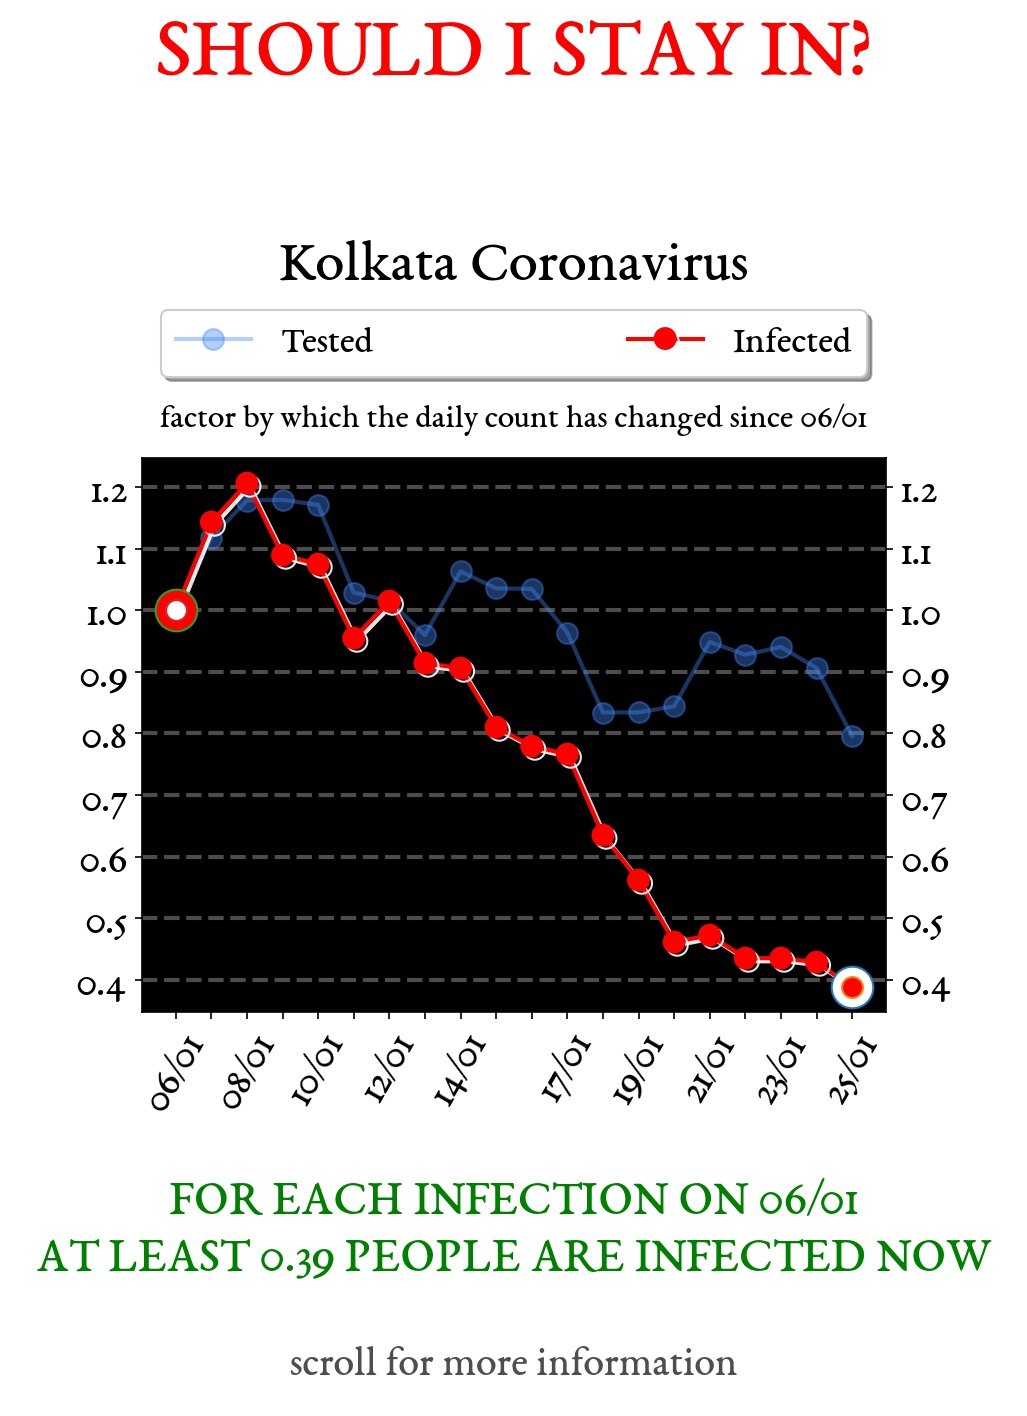 SHOULD I STAY IN?
Kolkata Coronavirus
Tested Infected
factor by which the daily count has changed since 06/01
1.2 1.2
1.1 1.1
1.0 1.0
0.9 0.9
0.8 0.8
0.7 0.7
0.6 0.6
0.5 0.5
0.4 0.4
06/01 08/01 10/01 12/01 14/01 17/01 19/01 21/01 23/01 25/01
FOR EACH INFECTION ON 06/01
AT LEAST 0.39 PEOPLE ARE INFECTED NOW
scroll for more information